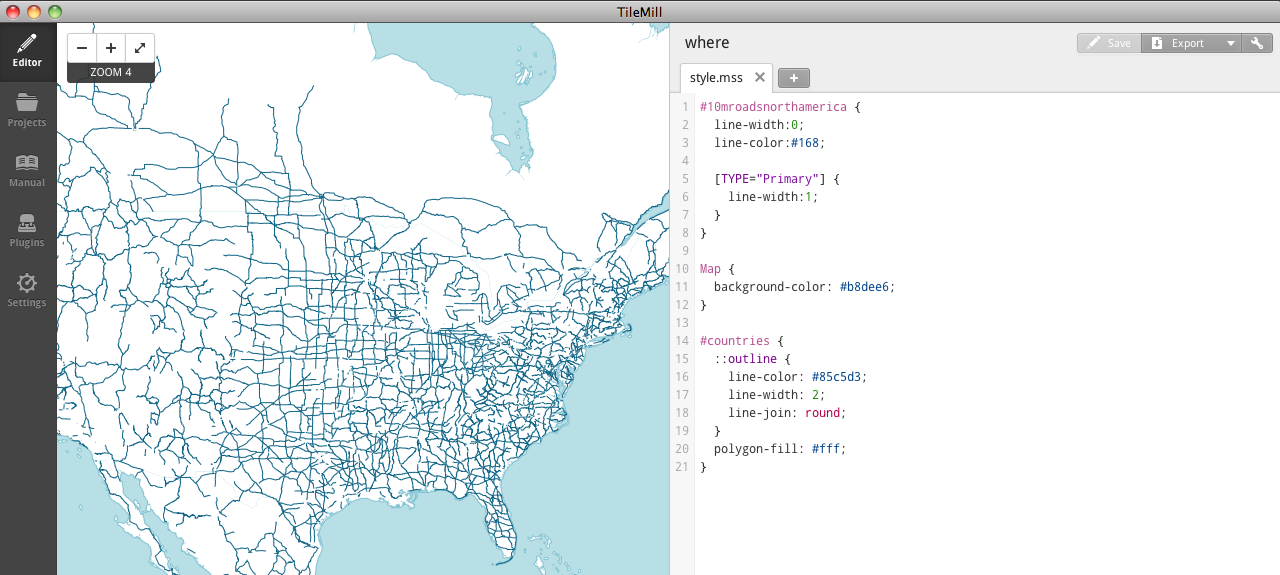 TileMill
Editor
Projects
Manual
Plugins
Settings
− + 
ZOOM 4
where
Save
Export
style.mss
+
1 #10mroadsnorthamerica {
2   line-width:0;
3   line-color:#168;
4
5   [TYPE="Primary"] {
6     line-width:1;
7   }
8 }
9
10 Map {
11   background-color: #b8dee6;
12 }
13
14 #countries {
15   ::outline {
16     line-color: #85c5d3;
17     line-width: 2;
18     line-join: round;
19   }
20   polygon-fill: #fff;
21 }